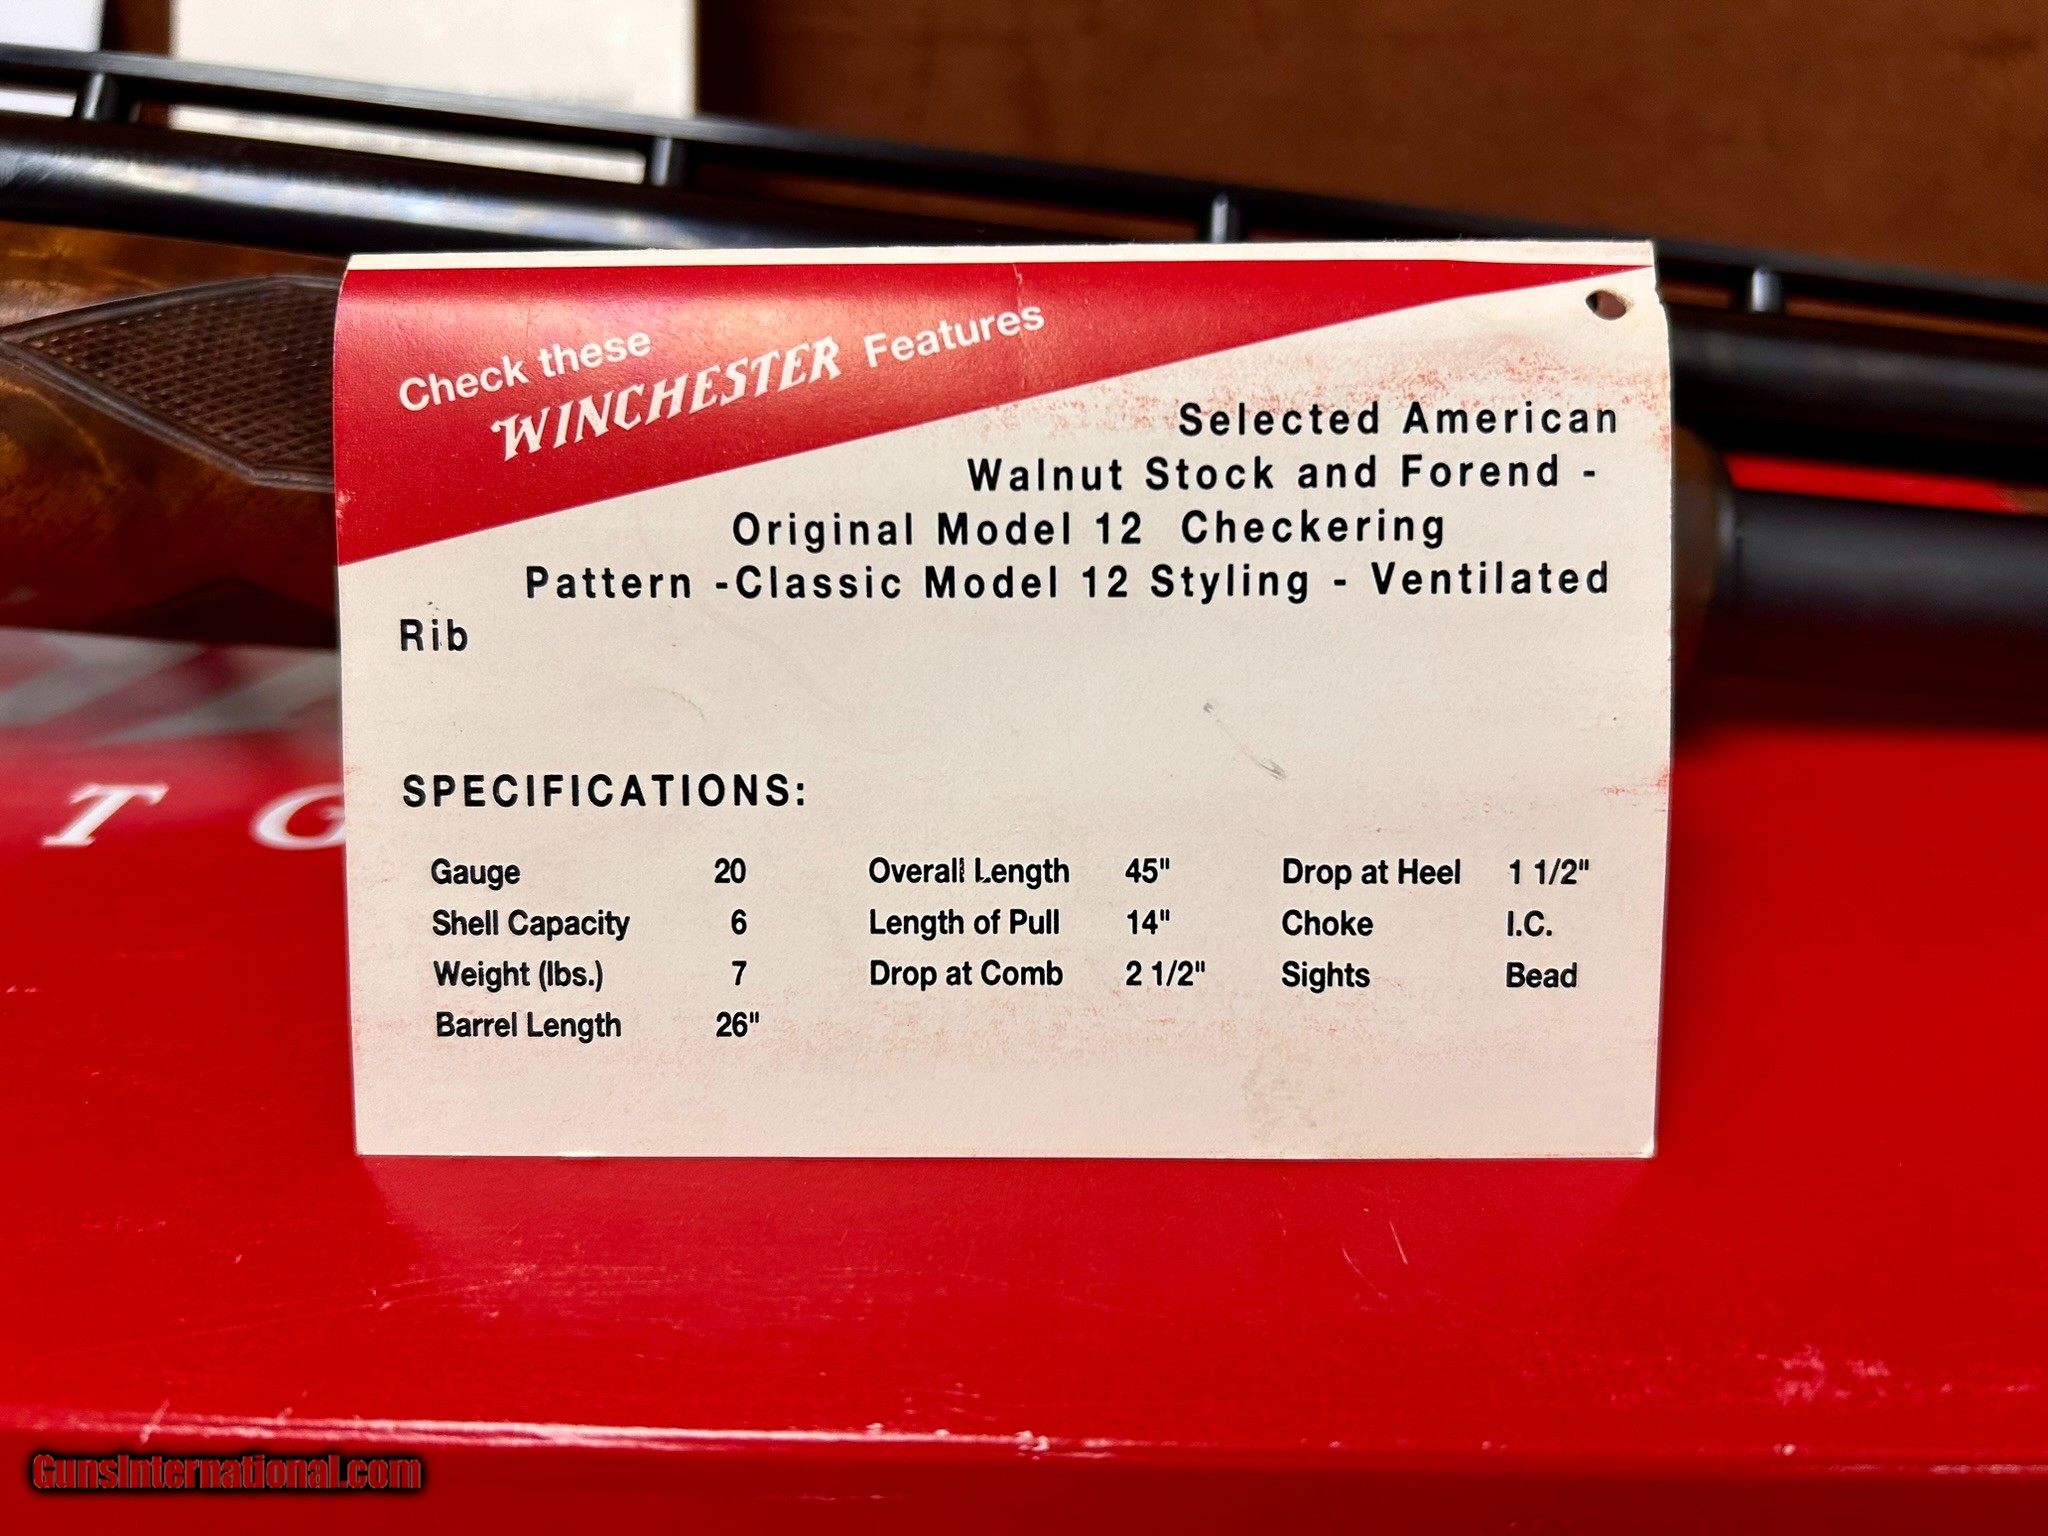 Check these
WINCHESTER Features
Selected American
Walnut Stock and Forend -
Original Model 12 Checkering
Pattern -Classic Model 12 Styling - Ventilated
Rib
SPECIFICATIONS:
Gauge 20 Overall Length 45" Drop at Heel 1 1/2"
Shell Capacity 6 Length of Pull 14" Choke I.C.
Weight (lbs.) 7 Drop at Comb 2 1/2" Sights Bead
Barrel Length 26"
T G
GunsInternational.com